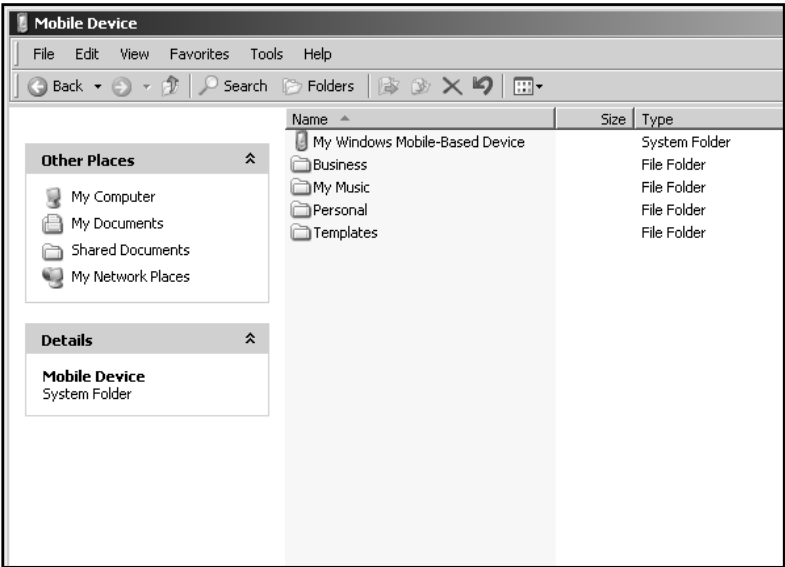 Mobile Device
File Edit View Favorites Tools Help
Back Search Folders
Name Size Type
My Windows Mobile-Based Device System Folder
Business File Folder
My Music File Folder
Personal File Folder
Templates File Folder
Other Places
My Computer
My Documents
Shared Documents
My Network Places
Details
Mobile Device
System Folder